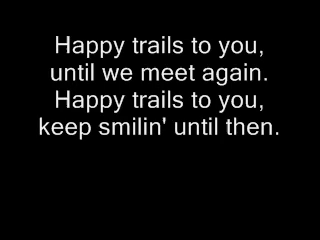 Happy trails to you,
until we meet again.
Happy trails to you,
keep smilin' until then.